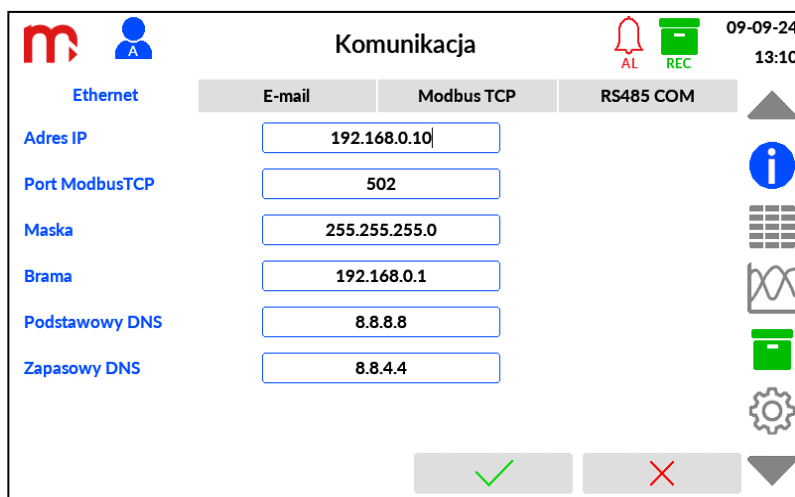 m
A
Komunikacja
AL
REC
09-09-24
13:10
Ethernet
E-mail
Modbus TCP
RS485 COM
Adres IP
192.168.0.10
Port ModbusTCP
502
Maska
255.255.255.0
Brama
192.168.0.1
Podstawowy DNS
8.8.8.8
Zapasowy DNS
8.8.4.4